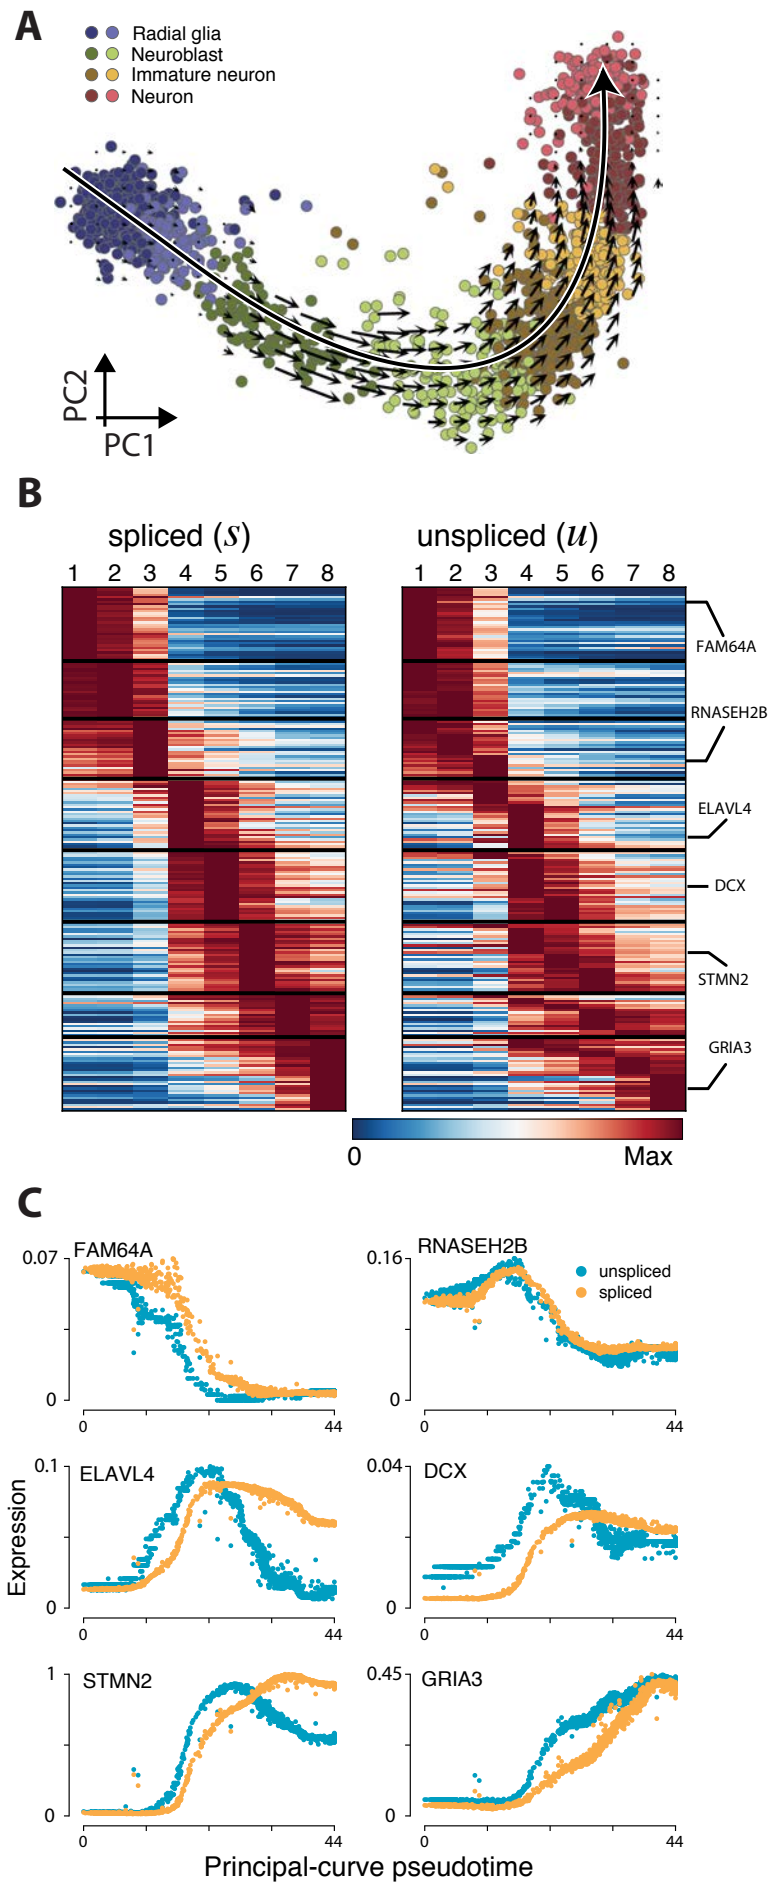 A
Radial glia
Neuroblast
Immature neuron
Neuron
PC2
PC1
B
spliced (s)
unspliced (u)
1 2 3 4 5 6 7 8
1 2 3 4 5 6 7 8
FAM64A
RNASEH2B
ELAVL4
DCX
STMN2
GRIA3
0
Max
C
FAM64A
0.07
0
0
44
RNASEH2B
0.16
unspliced
spliced
0
0
44
Expression
ELAVL4
0.1
0
0
44
DCX
0.04
0
0
44
STMN2
1
0
0
44
GRIA3
0.45
0
0
44
Principal-curve pseudotime